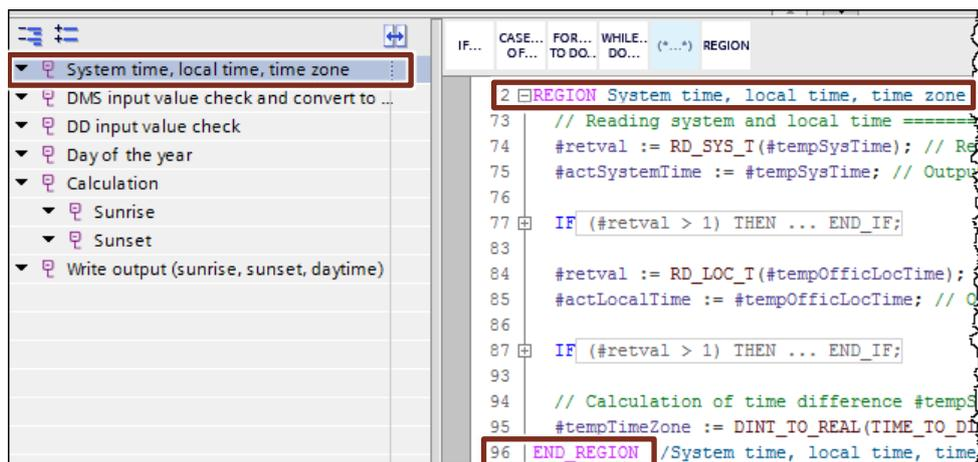 System time, local time, time zone
DMS input value check and convert to ...
DD input value check
Day of the year
Calculation
Sunrise
Sunset
Write output (sunrise, sunset, daytime)
IF... CASE... OF... FOR... TO DO.. WHILE.. DO... (*...*) REGION
2 REGION System time, local time, time zone
73 // Reading system and local time =======
74 #retval := RD_SYS_T(#tempSysTime); // Re
75 #actSystemTime := #tempSysTime; // Outpu
76
77 IF (#retval > 1) THEN ... END_IF;
83
84 #retval := RD_LOC_T(#tempOfficLocTime);
85 #actLocalTime := #tempOfficLocTime; // O
86
87 IF (#retval > 1) THEN ... END_IF;
93
94 // Calculation of time difference #tempS
95 #tempTimeZone := DINT_TO_REAL(TIME_TO_DI
96 END_REGION /System time, local time, time